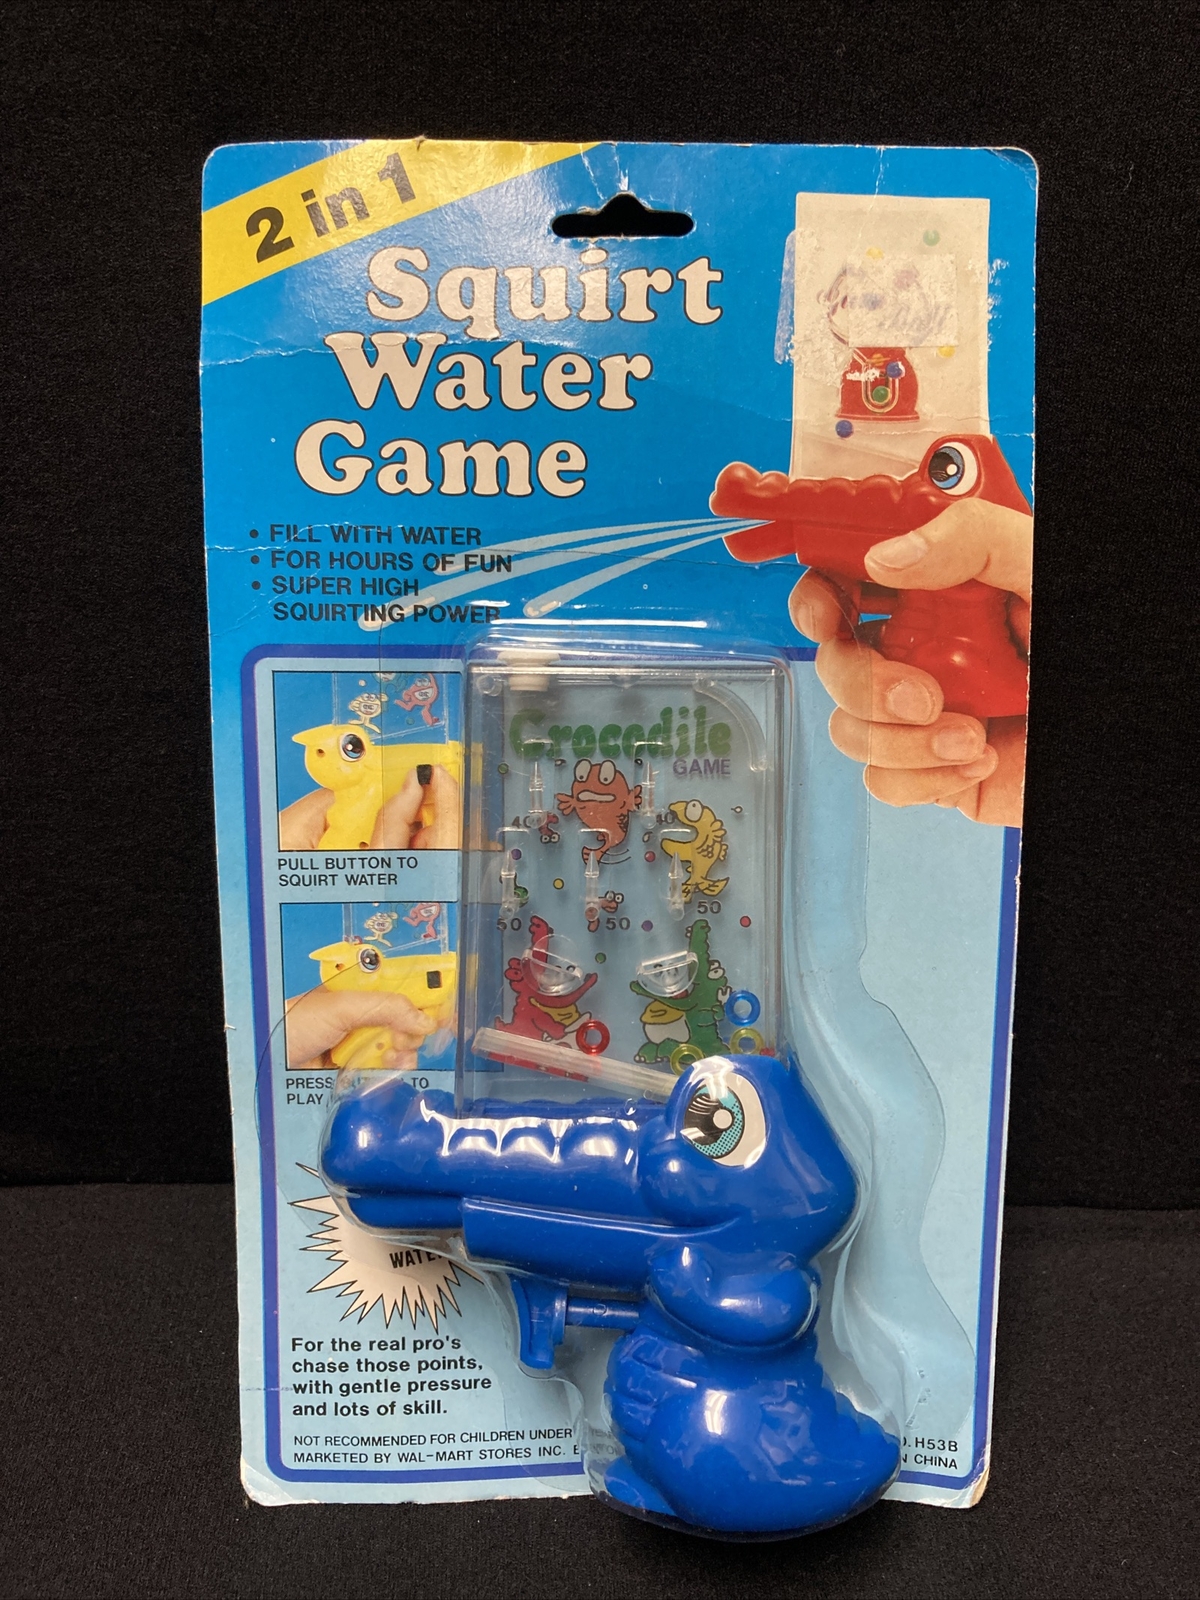 2 in 1
Squirt
Water
Game
• FILL WITH WATER
• FOR HOURS OF FUN
• SUPER HIGH
SQUIRTING POWER
Crocodile
GAME
40
40
50
50
50
PULL BUTTON TO
SQUIRT WATER
PRESS TO
PLAY
WATER
For the real pro's
chase those points,
with gentle pressure
and lots of skill.
NOT RECOMMENDED FOR CHILDREN UNDER
MARKETED BY WAL-MART STORES INC.
H53B
CHINA